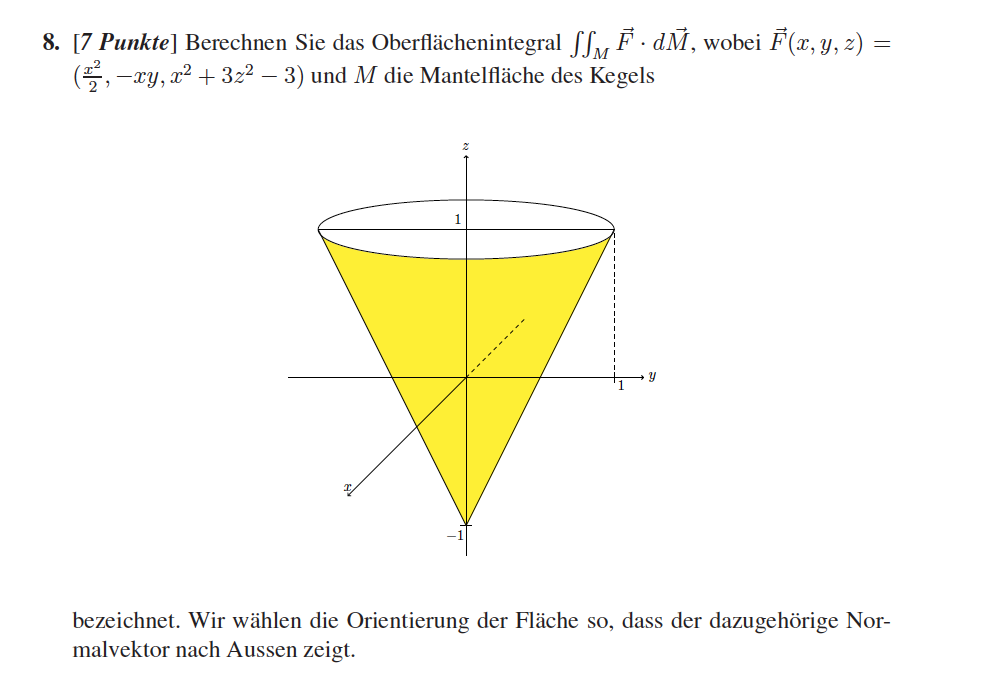 8. [7 Punkte] Berechnen Sie das Oberflächenintegral ∬_M F⃗ · dM⃗, wobei F⃗(x, y, z) =
(x²/2, −xy, x² + 3z² − 3) und M die Mantelfläche des Kegels
z
1
y
1
x
−1
bezeichnet. Wir wählen die Orientierung der Fläche so, dass der dazugehörige Nor-
malvektor nach Aussen zeigt.